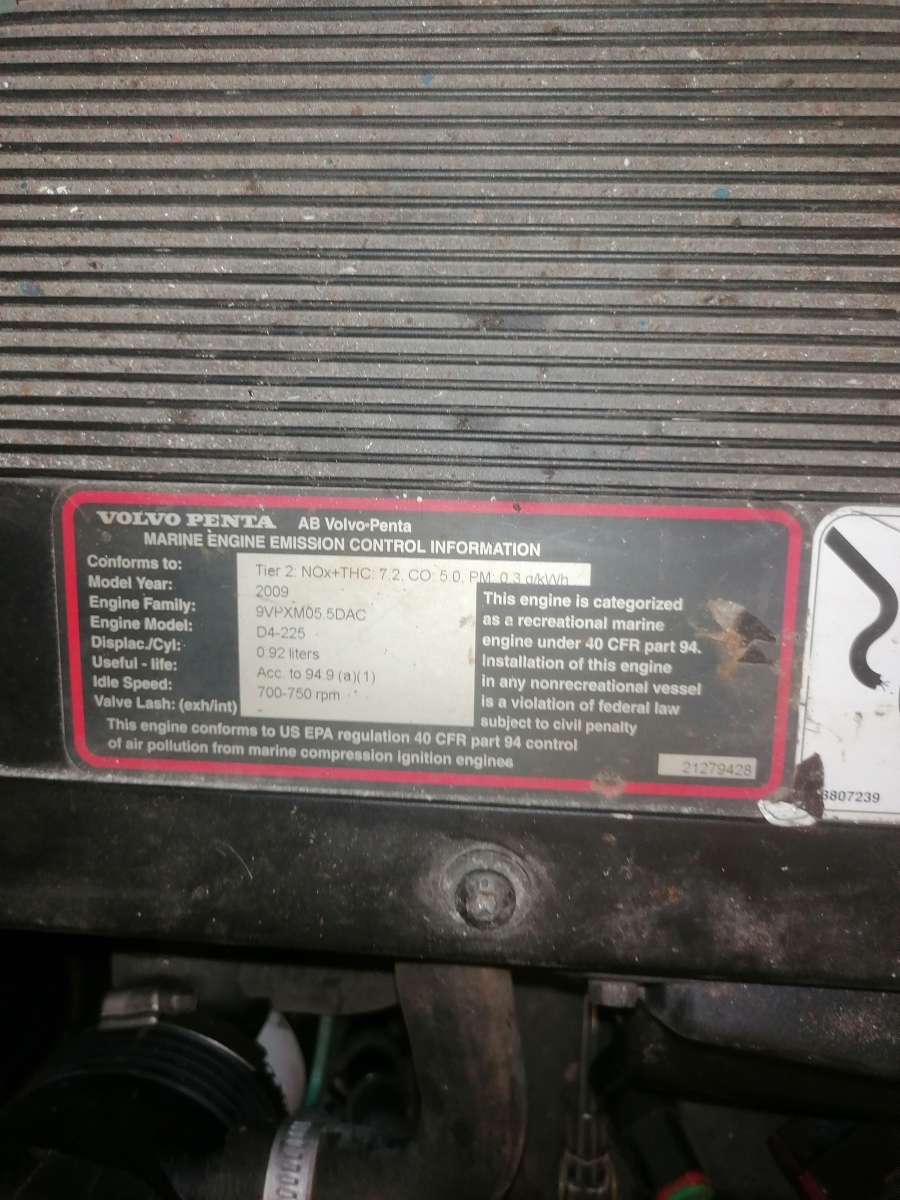 VOLVO PENTA AB Volvo-Penta
MARINE ENGINE EMISSION CONTROL INFORMATION
Conforms to: Tier 2: NOx+THC: 7.2, CO: 5.0, PM: 0.3 g/kWh
Model Year: 2009
Engine Family: 9VPXM05.5DAC
Engine Model: D4-225
Displac./Cyl: 0.92 liters
Useful - life: Acc. to 94.9 (a)(1)
Idle Speed: 700-750 rpm
Valve Lash: (exh/int)
This engine is categorized
as a recreational marine
engine under 40 CFR part 94.
Installation of this engine
in any nonrecreational vessel
is a violation of federal law
subject to civil penalty
This engine conforms to US EPA regulation 40 CFR part 94 control
of air pollution from marine compression ignition engines
21279428
3807239